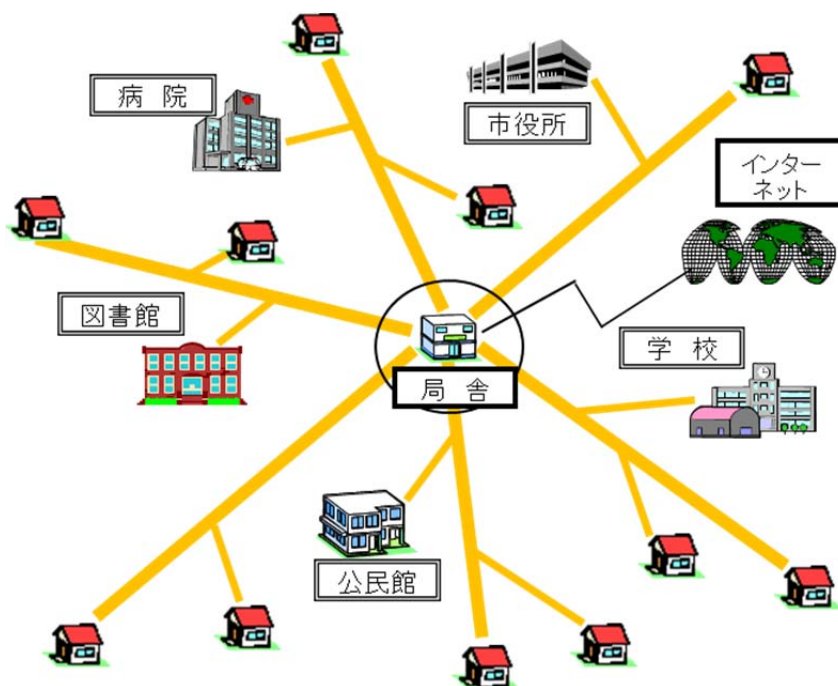 病 院
市役所
インター
ネット
図書館
学 校
局 舎
公民館